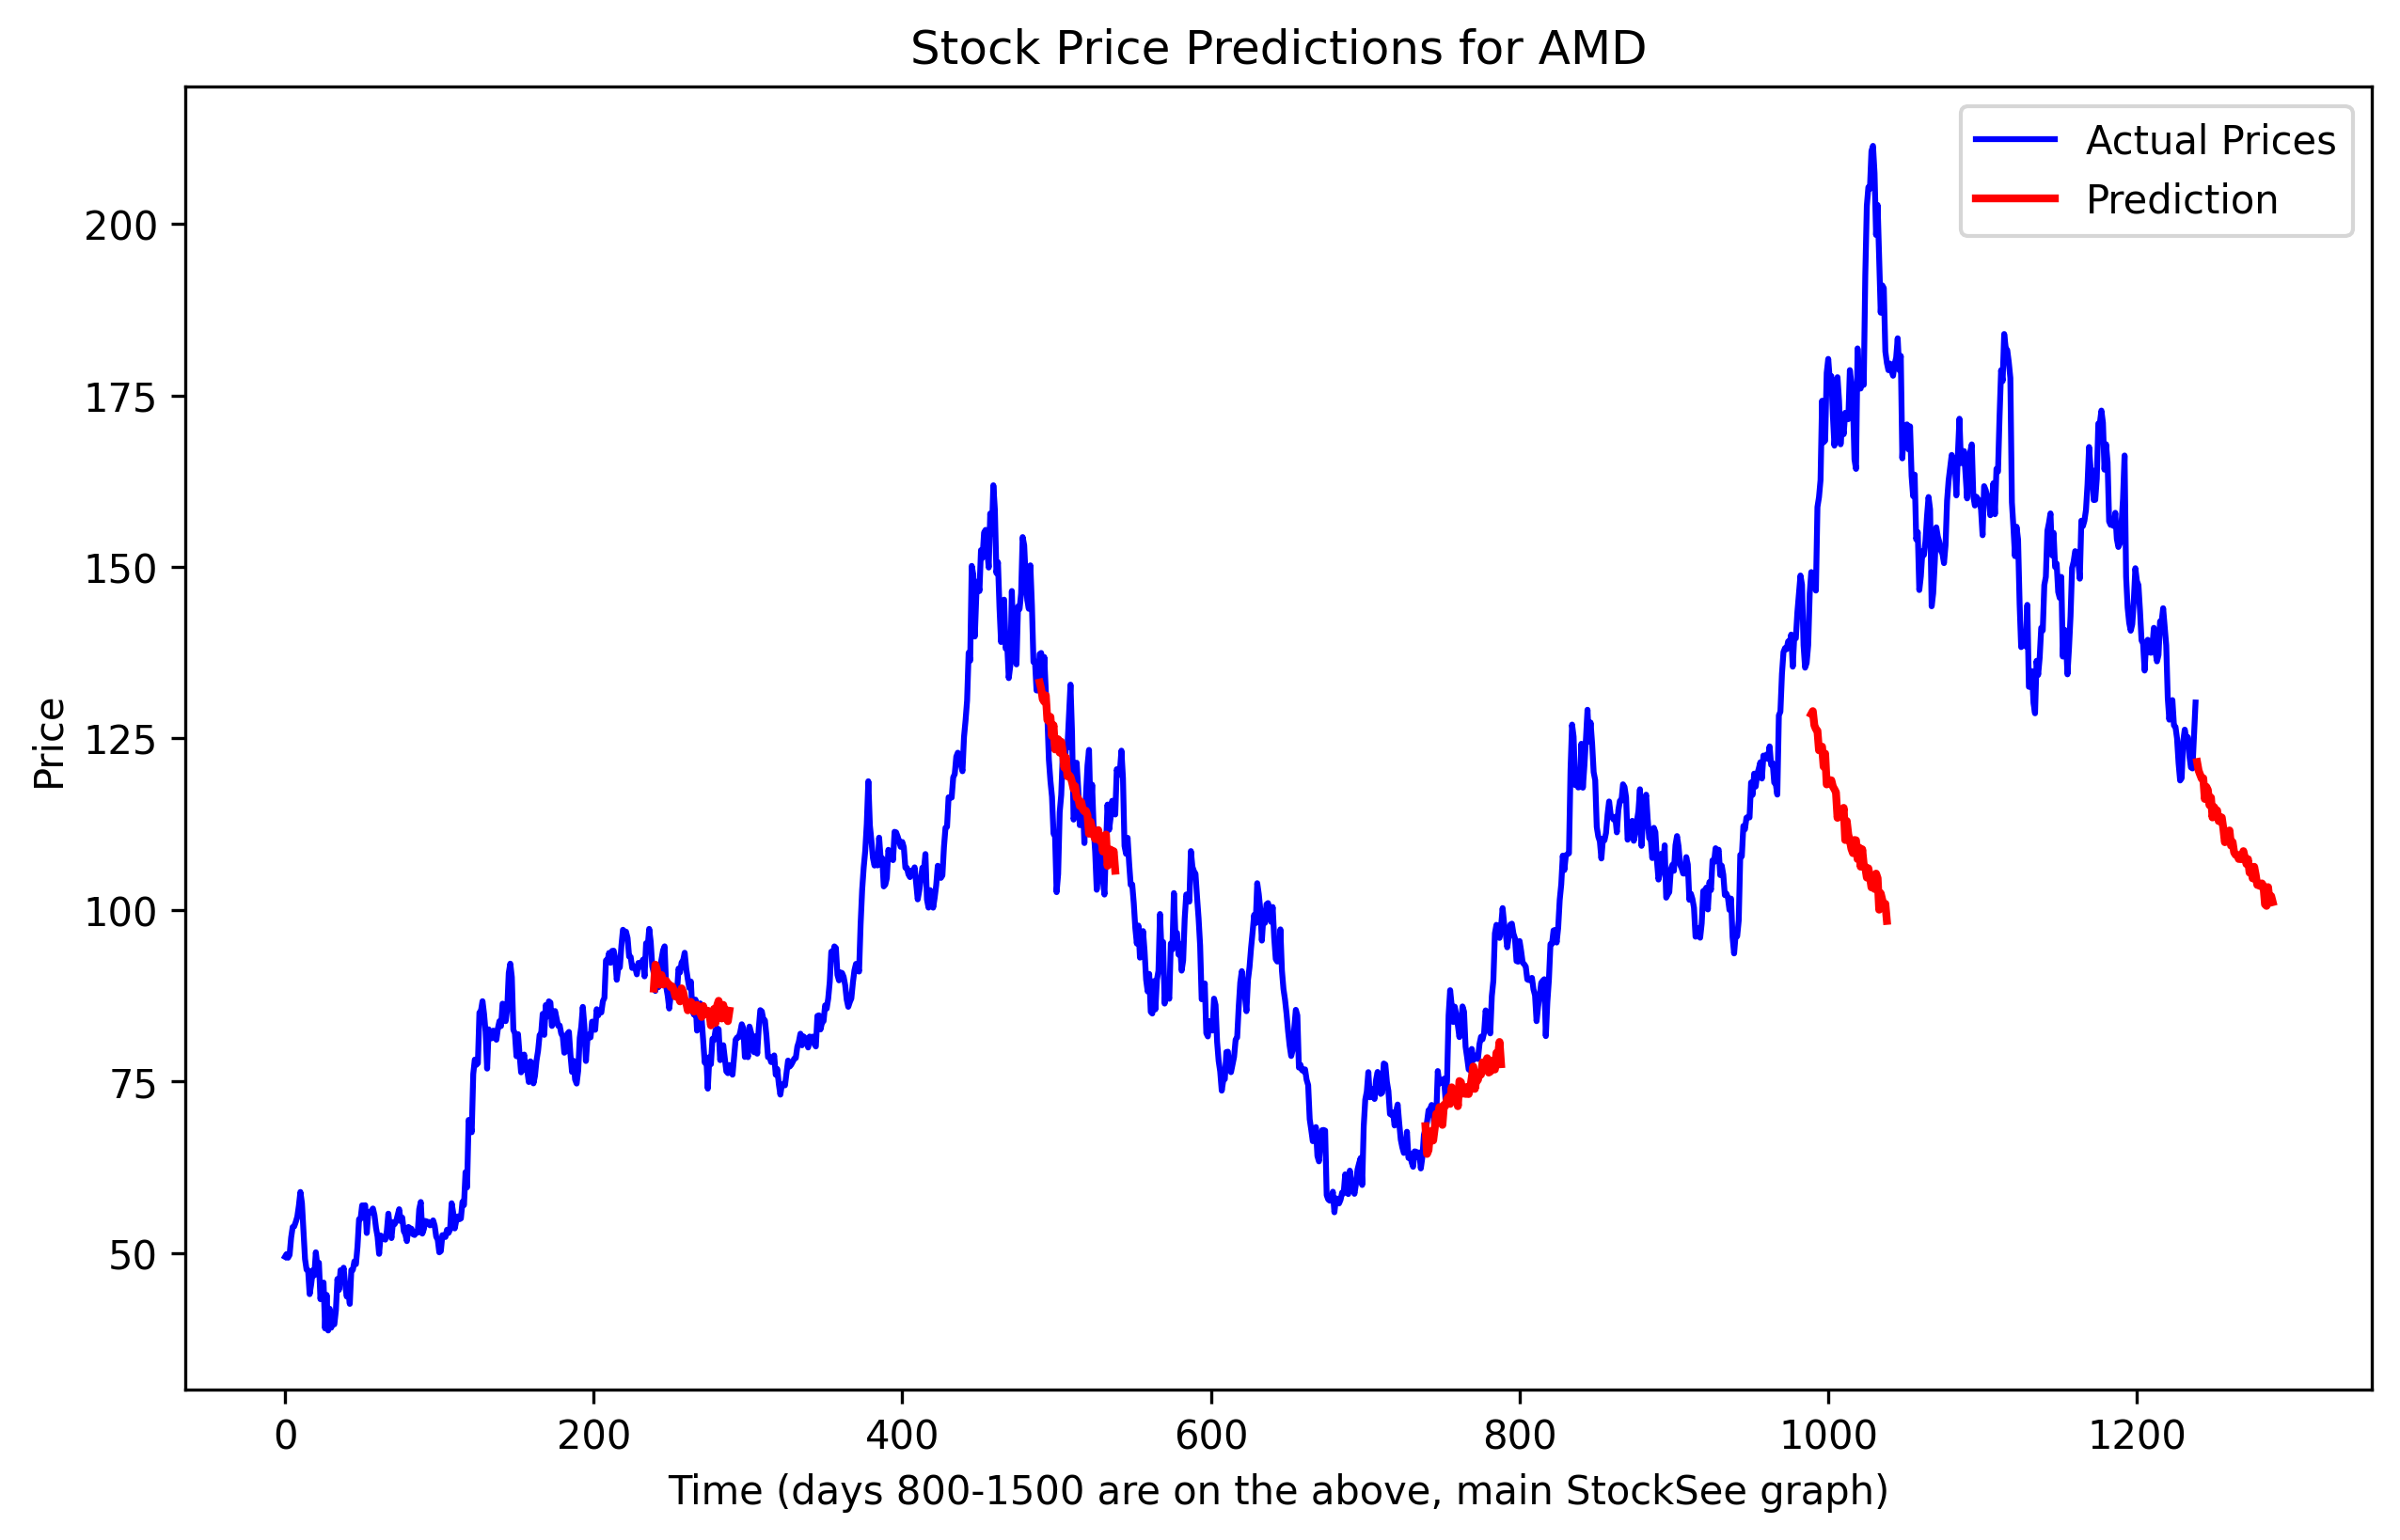 Stock Price Predictions for AMD
Actual Prices
Prediction
200
175
150
125
100
75
50
Price
0 200 400 600 800 1000 1200
Time (days 800-1500 are on the above, main StockSee graph)